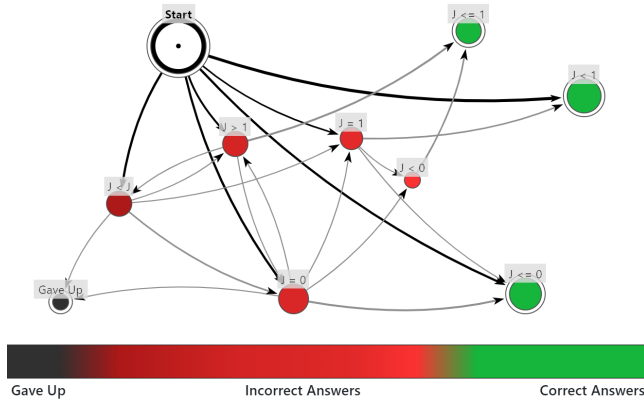 Start
J <= 1
J < 1
J > 1
J = 1
J < 0
J < J
J <= 0
J = 0
Gave Up
Gave Up
Incorrect Answers
Correct Answers